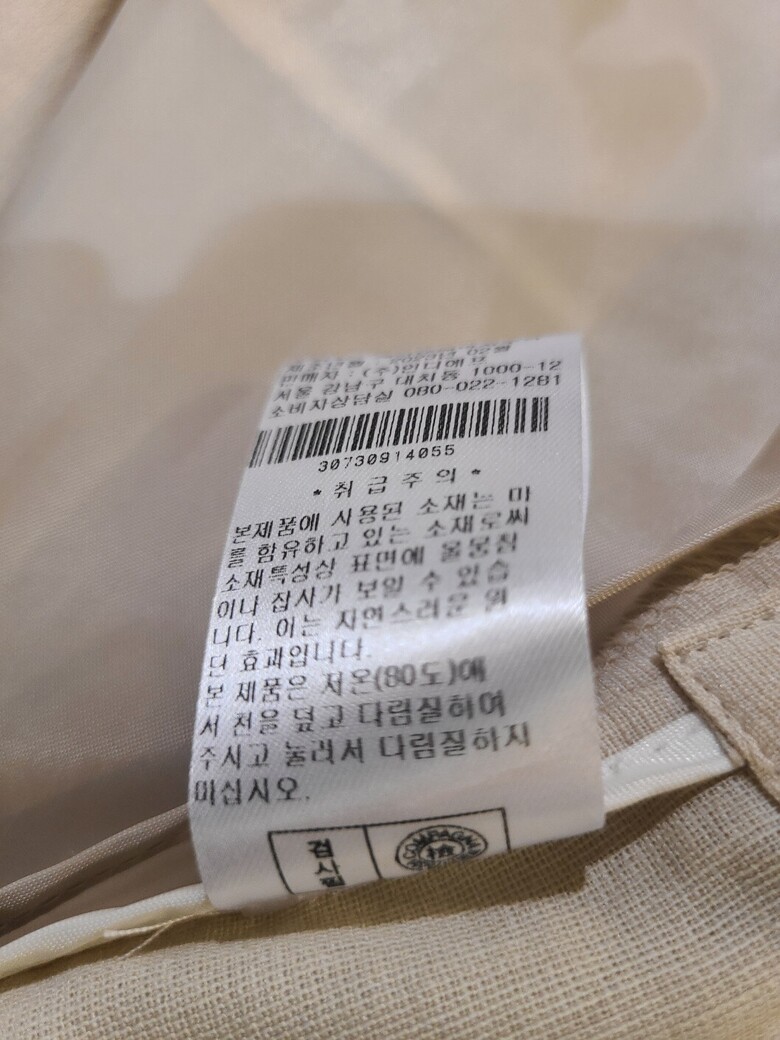 판매자 : (주)인디에프
서울 강남구 대치동 1000-12
소비자상담실 080-022-1281
30730914055
* 취 급 주 의 *
본제품에 사용된 소재는 마
를 함유하고 있는 소재로써
소재특성상 표면에 올뭉침
이나 잡사가 보일 수 있습
니다. 이는 자연스러운 원
단 효과입니다.
본 제품은 저온(80도)에
서 천을 덮고 다림질하여
주시고 눌러서 다림질하지
마십시오.
검사필
COMPAGNA